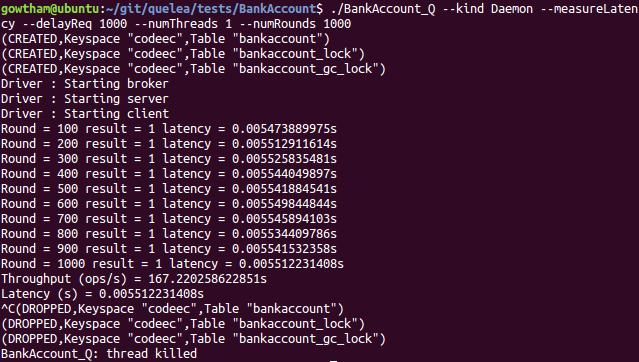 gowtham@ubuntu:~/git/quelea/tests/BankAccount$ ./BankAccount_Q --kind Daemon --measureLaten
cy --delayReq 1000 --numThreads 1 --numRounds 1000
(CREATED,Keyspace "codeec",Table "bankaccount")
(CREATED,Keyspace "codeec",Table "bankaccount_lock")
(CREATED,Keyspace "codeec",Table "bankaccount_gc_lock")
Driver : Starting broker
Driver : Starting server
Driver : Starting client
Round = 100 result = 1 latency = 0.005473889975s
Round = 200 result = 1 latency = 0.005512911614s
Round = 300 result = 1 latency = 0.005525835481s
Round = 400 result = 1 latency = 0.005544049897s
Round = 500 result = 1 latency = 0.005541884541s
Round = 600 result = 1 latency = 0.005549844844s
Round = 700 result = 1 latency = 0.005545894103s
Round = 800 result = 1 latency = 0.005534409786s
Round = 900 result = 1 latency = 0.005541532358s
Round = 1000 result = 1 latency = 0.005512231408s
Throughput (ops/s) = 167.220258622851s
Latency (s) = 0.005512231408s
^C(DROPPED,Keyspace "codeec",Table "bankaccount")
(DROPPED,Keyspace "codeec",Table "bankaccount_lock")
(DROPPED,Keyspace "codeec",Table "bankaccount_gc_lock")
BankAccount_Q: thread killed